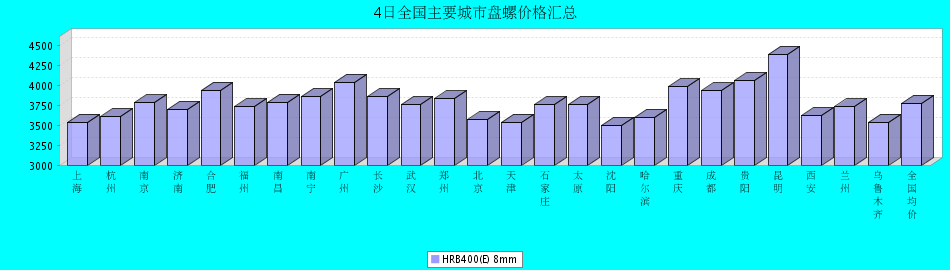 4日全国主要城市盘螺价格汇总
4500
4250
4000
3750
3500
3250
3000
上海
杭州
南京
济南
合肥
福州
南昌
南宁
广州
长沙
武汉
郑州
北京
天津
石家庄
太原
沈阳
哈尔滨
重庆
成都
贵阳
昆明
西安
兰州
乌鲁木齐
全国均价
HRB400(E) 8mm